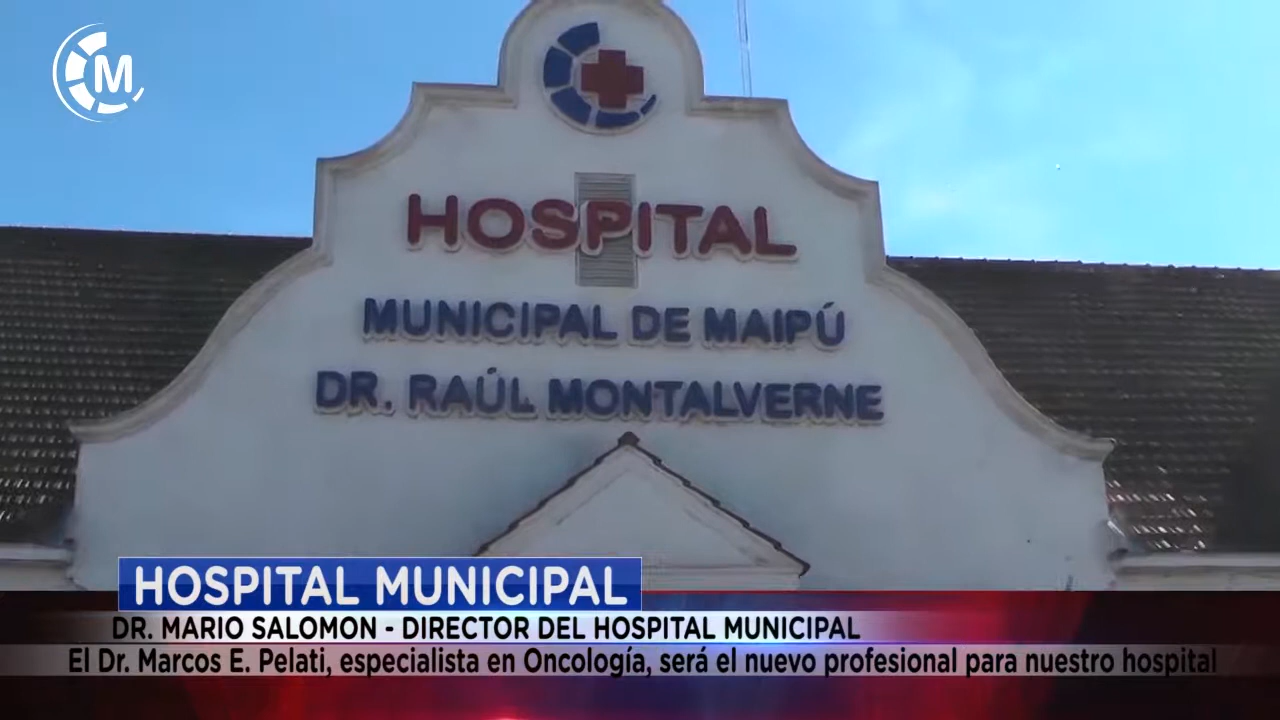 M
HOSPITAL
MUNICIPAL DE MAIPÚ
DR. RAÚL MONTALVERNE
HOSPITAL MUNICIPAL
DR. MARIO SALOMON - DIRECTOR DEL HOSPITAL MUNICIPAL
El Dr. Marcos E. Pelati, especialista en Oncología, será el nuevo profesional para nuestro hospital